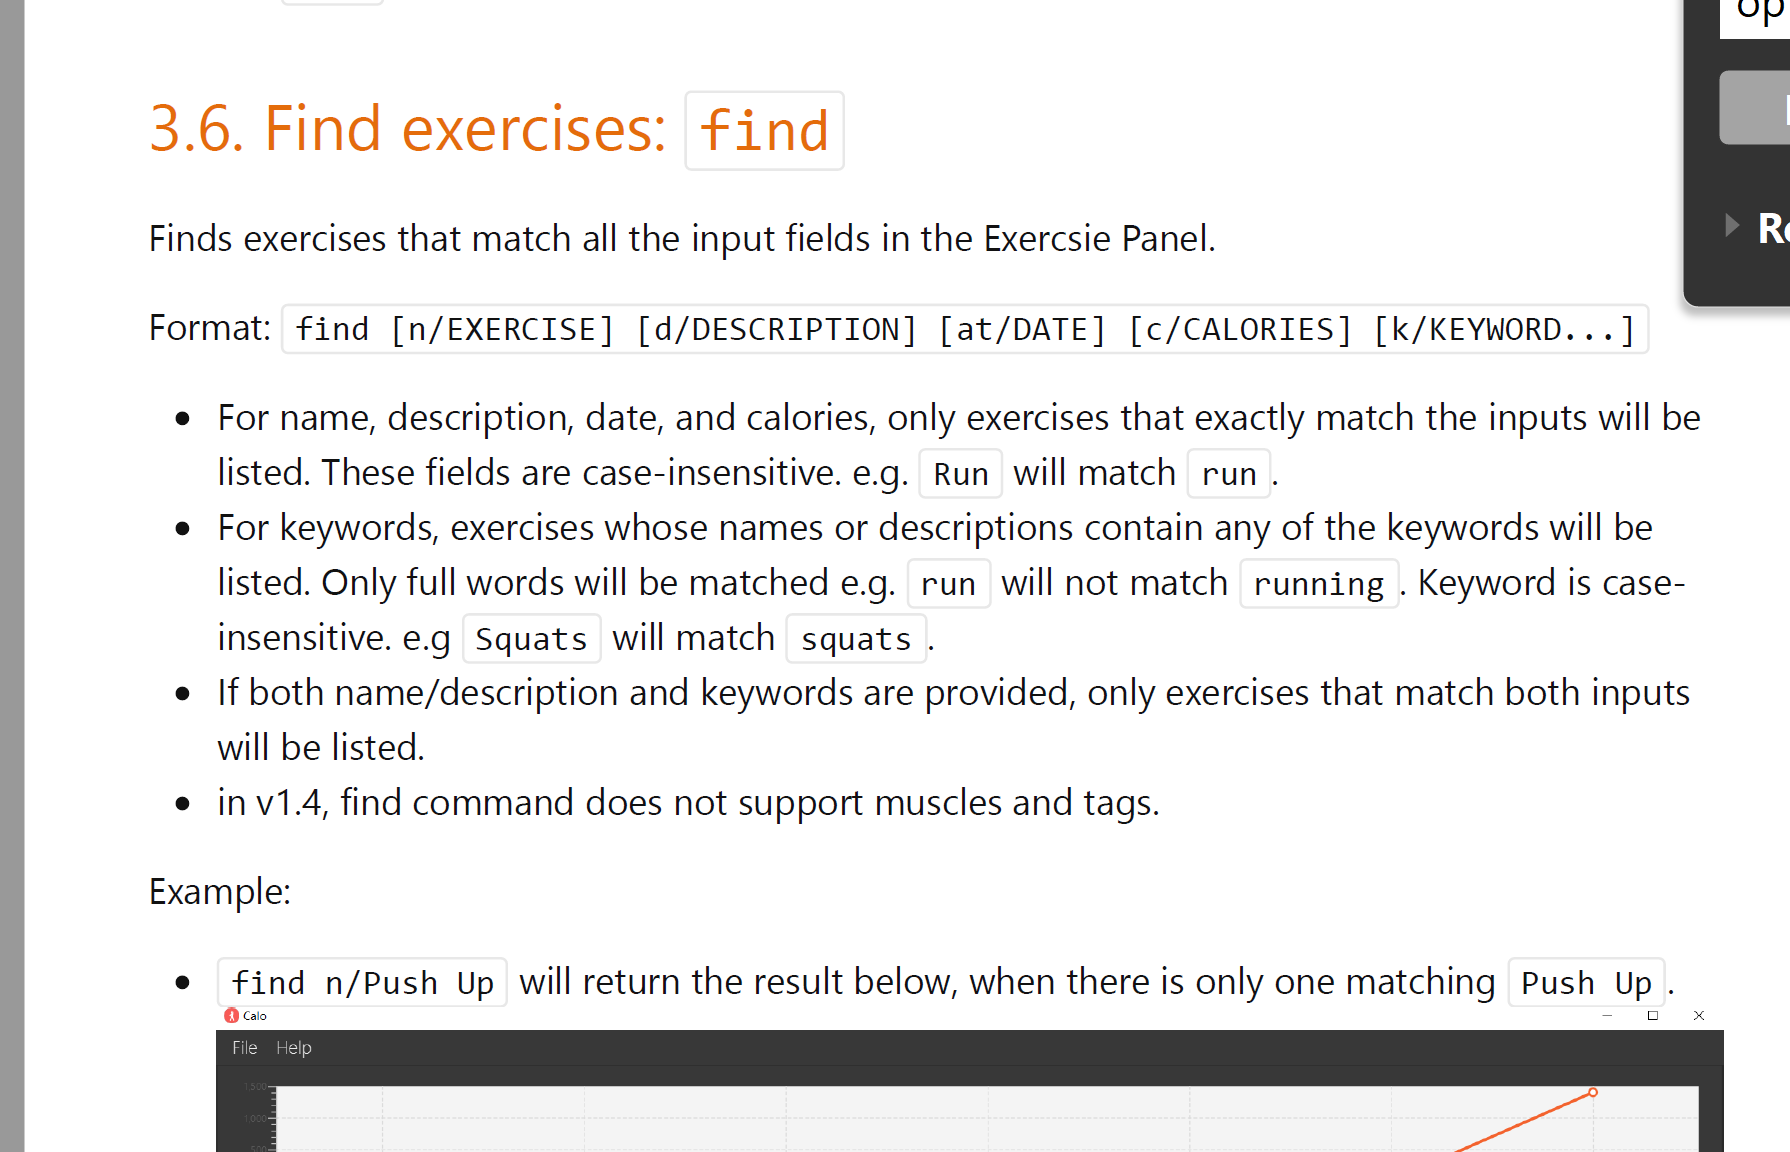 op
3.6. Find exercises: find
Finds exercises that match all the input fields in the Exercsie Panel.
Format: find [n/EXERCISE] [d/DESCRIPTION] [at/DATE] [c/CALORIES] [k/KEYWORD...]
• For name, description, date, and calories, only exercises that exactly match the inputs will be
listed. These fields are case-insensitive. e.g. Run will match run.
• For keywords, exercises whose names or descriptions contain any of the keywords will be
listed. Only full words will be matched e.g. run will not match running. Keyword is case-
insensitive. e.g Squats will match squats.
• If both name/description and keywords are provided, only exercises that match both inputs
will be listed.
• in v1.4, find command does not support muscles and tags.
Example:
• find n/Push Up will return the result below, when there is only one matching Push Up.
Calo
File Help
1,500
1,000
500